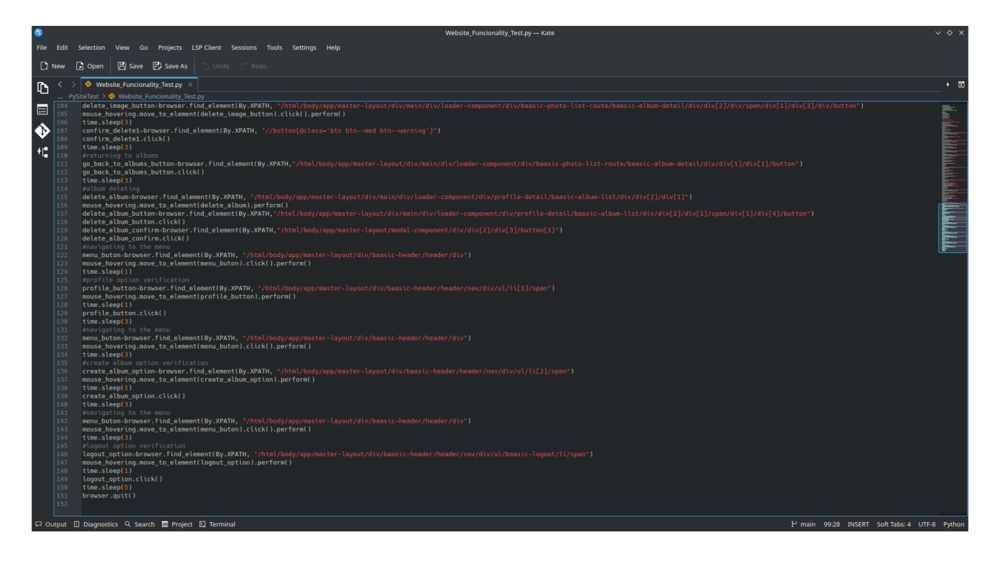 Website_Funcionality_Test.py — Kate
File Edit Selection View Go Projects LSP Client Sessions Tools Settings Help
New Open Save Save As Undo Redo
Website_Funcionality_Test.py
... PySiteTest > Website_Funcionality_Test.py
104 delete_image_button=browser.find_element(By.XPATH, "/html/body/app/master-layout/div/main/div/loader-component/div/baasic-photo-list-route/baasic-album-detail/div/div[2]/div/span/div[1]/div[3]/div/button")
105 mouse_hovering.move_to_element(delete_image_button).click().perform()
106 time.sleep(3)
107 confirm_delete1=browser.find_element(By.XPATH, "//button[@class='btn btn--med btn--warning']")
108 confirm_delete1.click()
109 time.sleep(3)
110 #returning to albums
111 go_back_to_albums_button=browser.find_element(By.XPATH,"/html/body/app/master-layout/div/main/div/loader-component/div/baasic-photo-list-route/baasic-album-detail/div/div[1]/div[1]/button")
112 go_back_to_albums_button.click()
113 time.sleep(3)
114 #album deleting
115 delete_album=browser.find_element(By.XPATH, "/html/body/app/master-layout/div/main/div/loader-component/div/profile-detail/baasic-album-list/div/div[2]/div[1]")
116 mouse_hovering.move_to_element(delete_album).perform()
117 delete_album_button=browser.find_element(By.XPATH,"/html/body/app/master-layout/div/main/div/loader-component/div/profile-detail/baasic-album-list/div/div[2]/div[1]/span/div[1]/div[4]/button")
118 delete_album_button.click()
119 delete_album_confirm=browser.find_element(By.XPATH,"/html/body/app/master-layout/modal-component/div/div[2]/div[3]/button[1]")
120 delete_album_confirm.click()
121 #navigating to the menu
122 menu_buton=browser.find_element(By.XPATH, "/html/body/app/master-layout/div/baasic-header/header/div")
123 mouse_hovering.move_to_element(menu_buton).click().perform()
124 time.sleep(1)
125 #profile option verification
126 profile_button=browser.find_element(By.XPATH, "/html/body/app/master-layout/div/baasic-header/header/nav/div/ul/li[1]/span")
127 mouse_hovering.move_to_element(profile_button).perform()
128 time.sleep(1)
129 profile_button.click()
130 time.sleep(3)
131 #navigating to the menu
132 menu_buton=browser.find_element(By.XPATH, "/html/body/app/master-layout/div/baasic-header/header/div")
133 mouse_hovering.move_to_element(menu_buton).click().perform()
134 time.sleep(3)
135 #create album option verification
136 create_album_option=browser.find_element(By.XPATH, "/html/body/app/master-layout/div/baasic-header/header/nav/div/ul/li[2]/span")
137 mouse_hovering.move_to_element(create_album_option).perform()
138 time.sleep(1)
139 create_album_option.click()
140 time.sleep(3)
141 #navigating to the menu
142 menu_buton=browser.find_element(By.XPATH, "/html/body/app/master-layout/div/baasic-header/header/div")
143 mouse_hovering.move_to_element(menu_buton).click().perform()
144 time.sleep(3)
145 #logout option verification
146 logout_option=browser.find_element(By.XPATH, "/html/body/app/master-layout/div/baasic-header/header/nav/div/ul/baasic-logout/li/span")
147 mouse_hovering.move_to_element(logout_option).perform()
148 time.sleep(1)
149 logout_option.click()
150 time.sleep(5)
151 browser.quit()
152
Output Diagnostics Search Project Terminal main 99:28 INSERT Soft Tabs: 4 UTF-8 Python